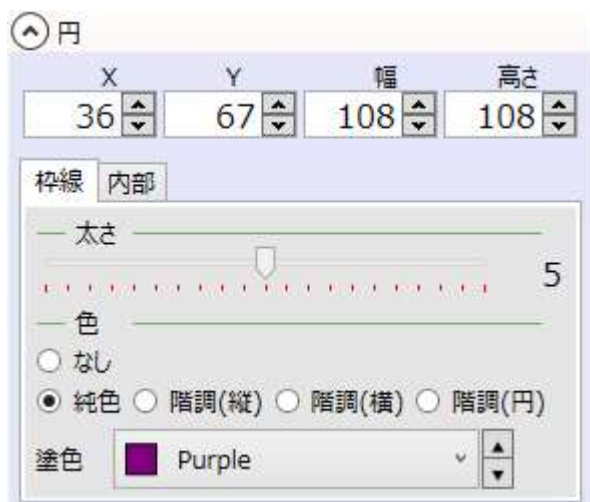 円
X Y 幅 高さ
36 67 108 108
枠線 内部
太さ
5
色
なし
純色 階調(縦) 階調(横) 階調(円)
塗色 Purple